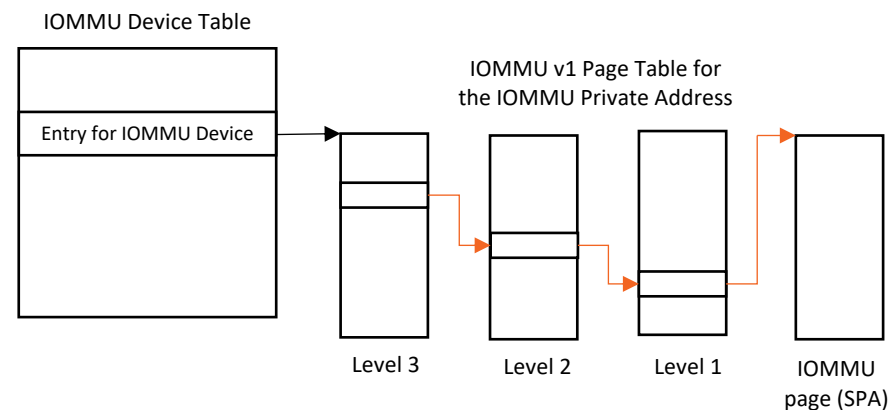 IOMMU Device Table
IOMMU v1 Page Table for
the IOMMU Private Address
Entry for IOMMU Device
Level 3
Level 2
Level 1
IOMMU
page (SPA)